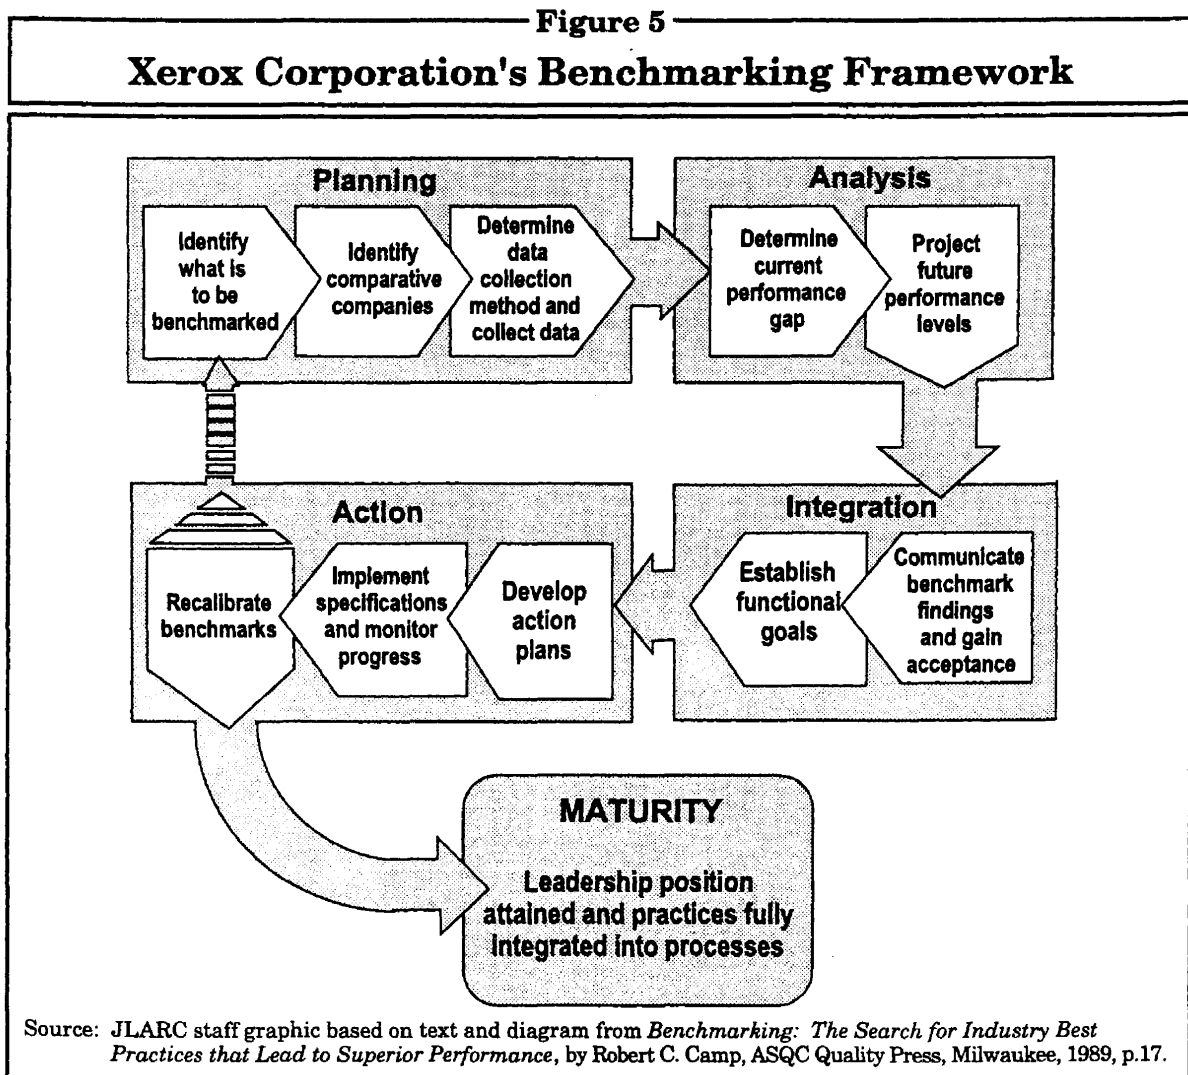 Figure 5
Xerox Corporation's Benchmarking Framework
Planning
Identify
what is
to be
benchmarked
Identify
comparative
companies
Determine
data
collection
method and
collect data
Analysis
Determine
current
performance
gap
Project
future
performance
levels
Integration
Communicate
benchmark
findings
and gain
acceptance
Establish
functional
goals
Action
Develop
action
plans
Implement
specifications
and monitor
progress
Recalibrate
benchmarks
MATURITY
Leadership position
attained and practices fully
integrated into processes
Source: JLARC staff graphic based on text and diagram from Benchmarking: The Search for Industry Best
Practices that Lead to Superior Performance, by Robert C. Camp, ASQC Quality Press, Milwaukee, 1989, p.17.